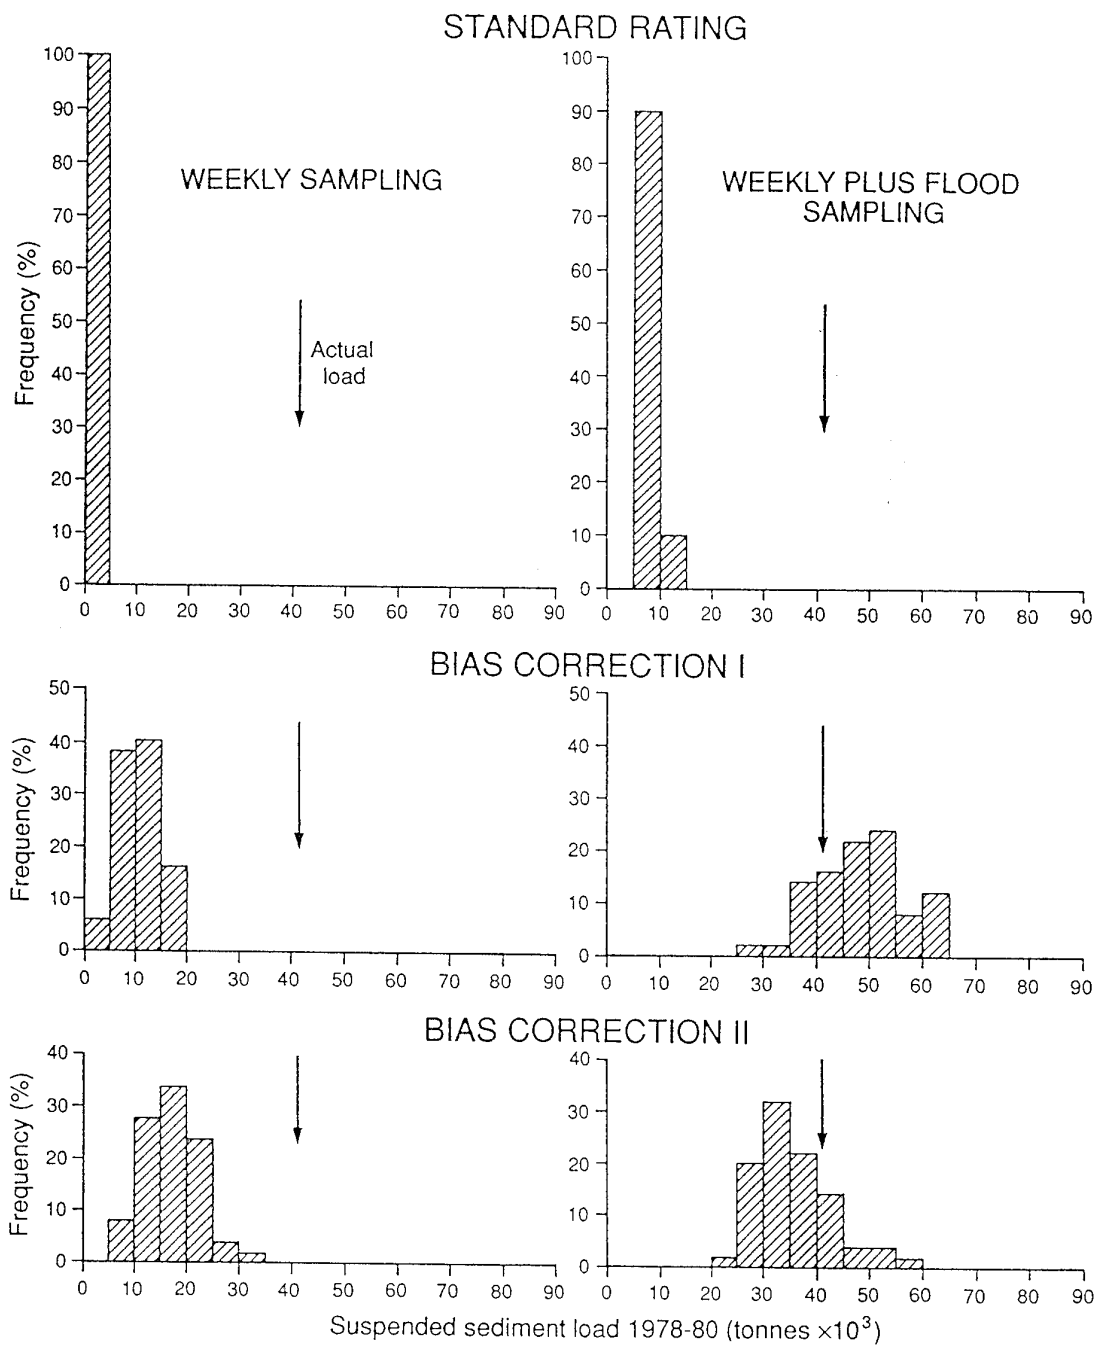 STANDARD RATING
100
90
80
70
60
50
40
30
20
10
0
Frequency (%)
WEEKLY SAMPLING
Actual
load
0 10 20 30 40 50 60 70 80 90
100
90
80
70
60
50
40
30
20
10
0
WEEKLY PLUS FLOOD
SAMPLING
0 10 20 30 40 50 60 70 80 90
BIAS CORRECTION I
50
40
30
20
10
0
Frequency (%)
0 10 20 30 40 50 60 70 80 90
50
40
30
20
10
0
0 10 20 30 40 50 60 70 80 90
BIAS CORRECTION II
40
30
20
10
0
Frequency (%)
0 10 20 30 40 50 60 70 80 90
40
30
20
10
0
0 10 20 30 40 50 60 70 80 90
Suspended sediment load 1978-80 (tonnes ×10³)